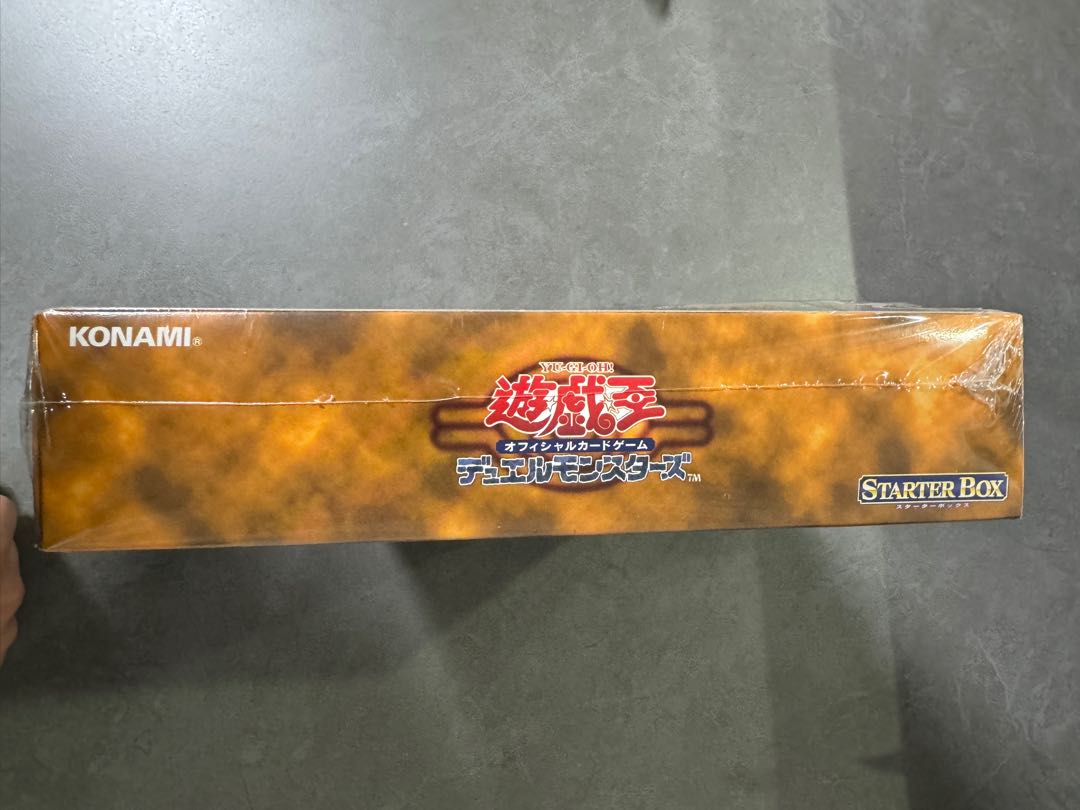 KONAMI®
YU-GI-OH!
遊戯王
オフィシャルカードゲーム
デュエルモンスターズ™
STARTER BOX
スターターボックス